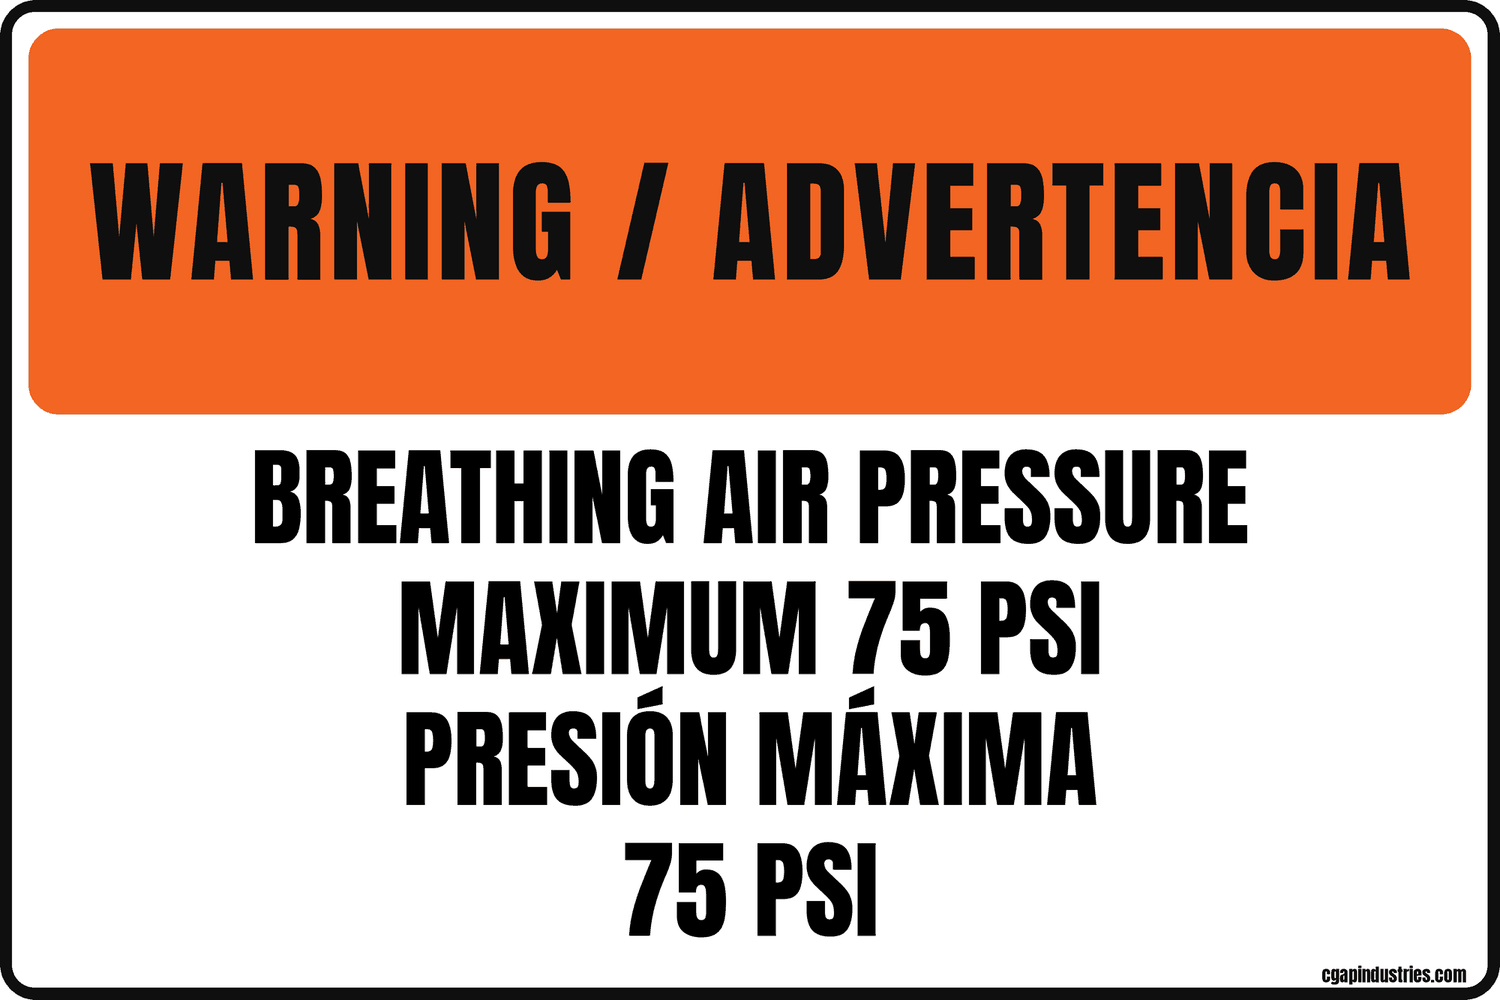 WARNING / ADVERTENCIA
BREATHING AIR PRESSURE
MAXIMUM 75 PSI
PRESIÓN MÁXIMA
75 PSI
cgapindustries.com